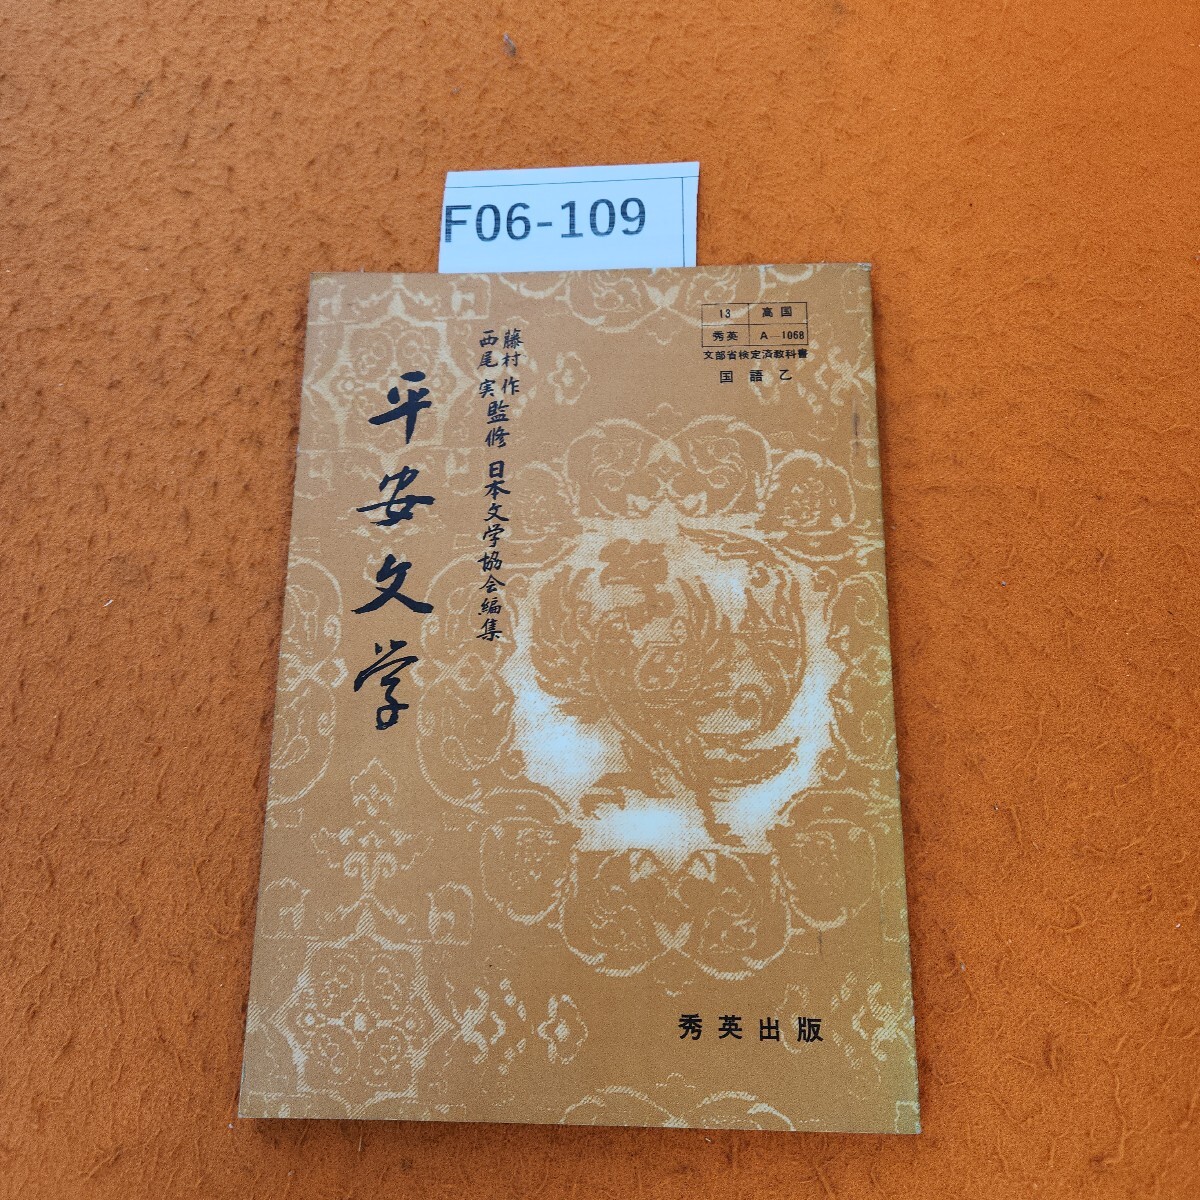 F06-109
13 高国
秀英 A—1068
文部省検定済教科書
国語乙
藤村作
西尾実
監修 日本文学協会編集
平安文学
秀英出版